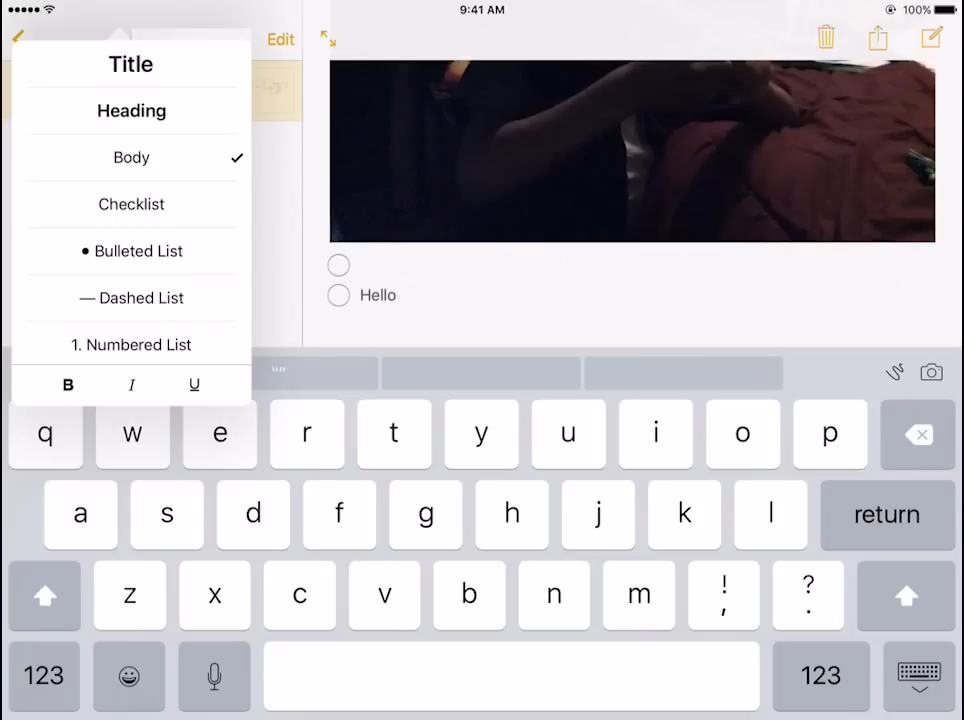 9:41 AM
100%
Edit
Title
Heading
Body
Checklist
• Bulleted List
— Dashed List
1. Numbered List
B I U
Hello
q w e r t y u i o p
a s d f g h j k l return
z x c v b n m ! , ? .
123 123